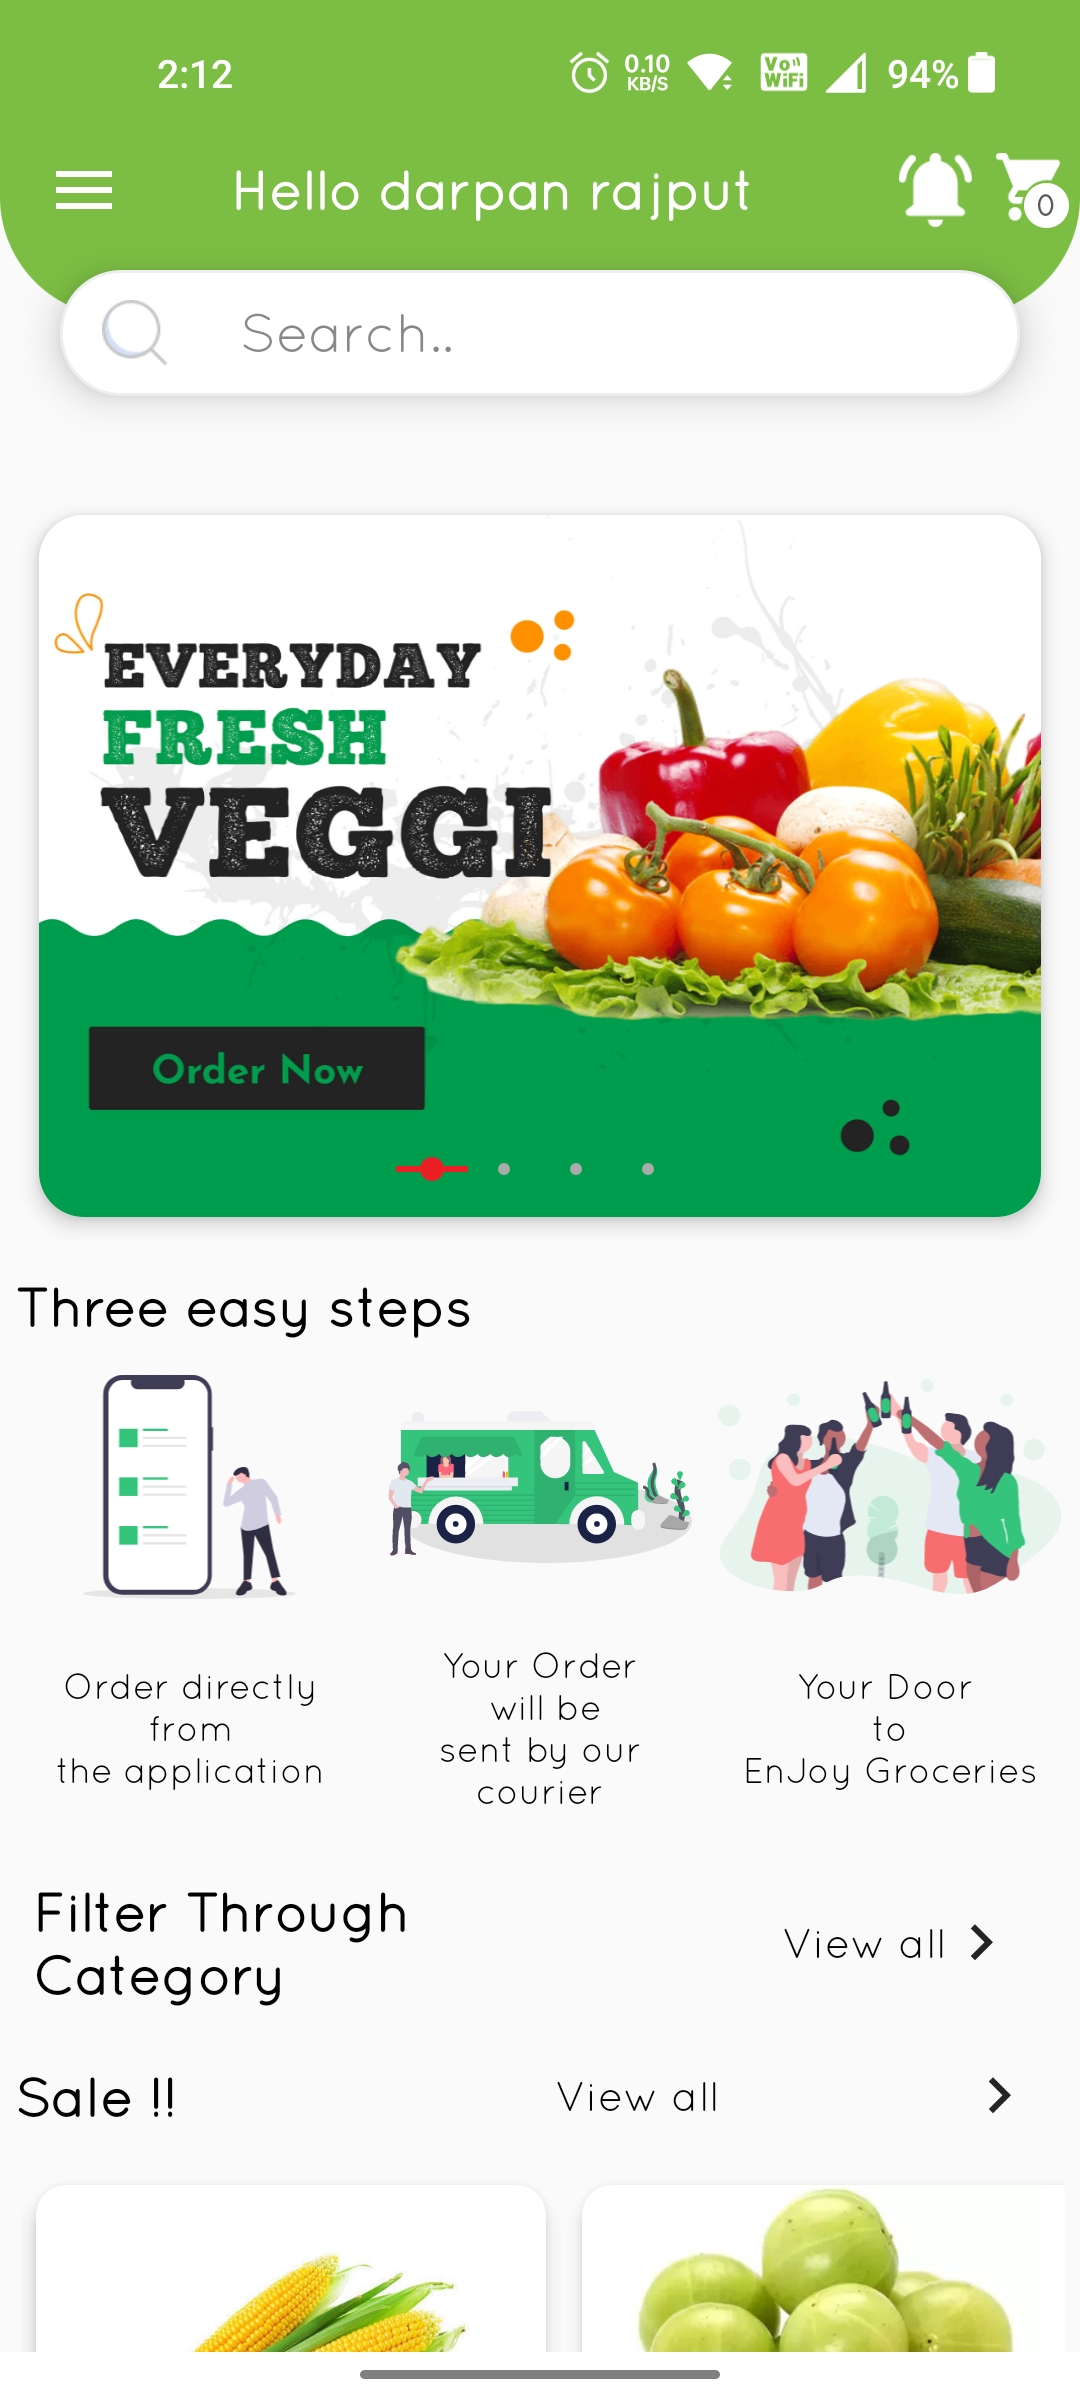 2:12
0.10
KB/S
Vo
WiFi
94%
Hello darpan rajput
0
Search..
EVERYDAY
FRESH
VEGGI
Order Now
Three easy steps
Order directly
from
the application
Your Order
will be
sent by our
courier
Your Door
to
EnJoy Groceries
Filter Through
Category
View all
Sale !!
View all